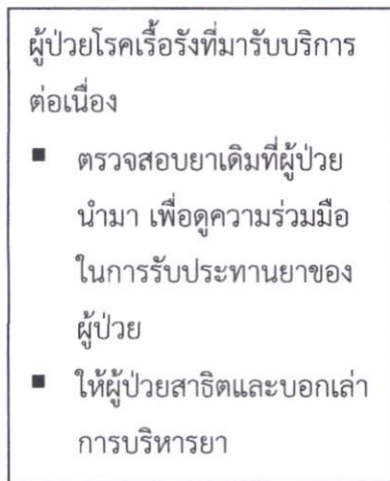 ผู้ป่วยโรคเรื้อรังที่มารับบริการ
ต่อเนื่อง
▪ ตรวจสอบยาเดิมที่ผู้ป่วย
นำมา เพื่อดูความร่วมมือ
ในการรับประทานยาของ
ผู้ป่วย
▪ ให้ผู้ป่วยสาธิตและบอกเล่า
การบริหารยา